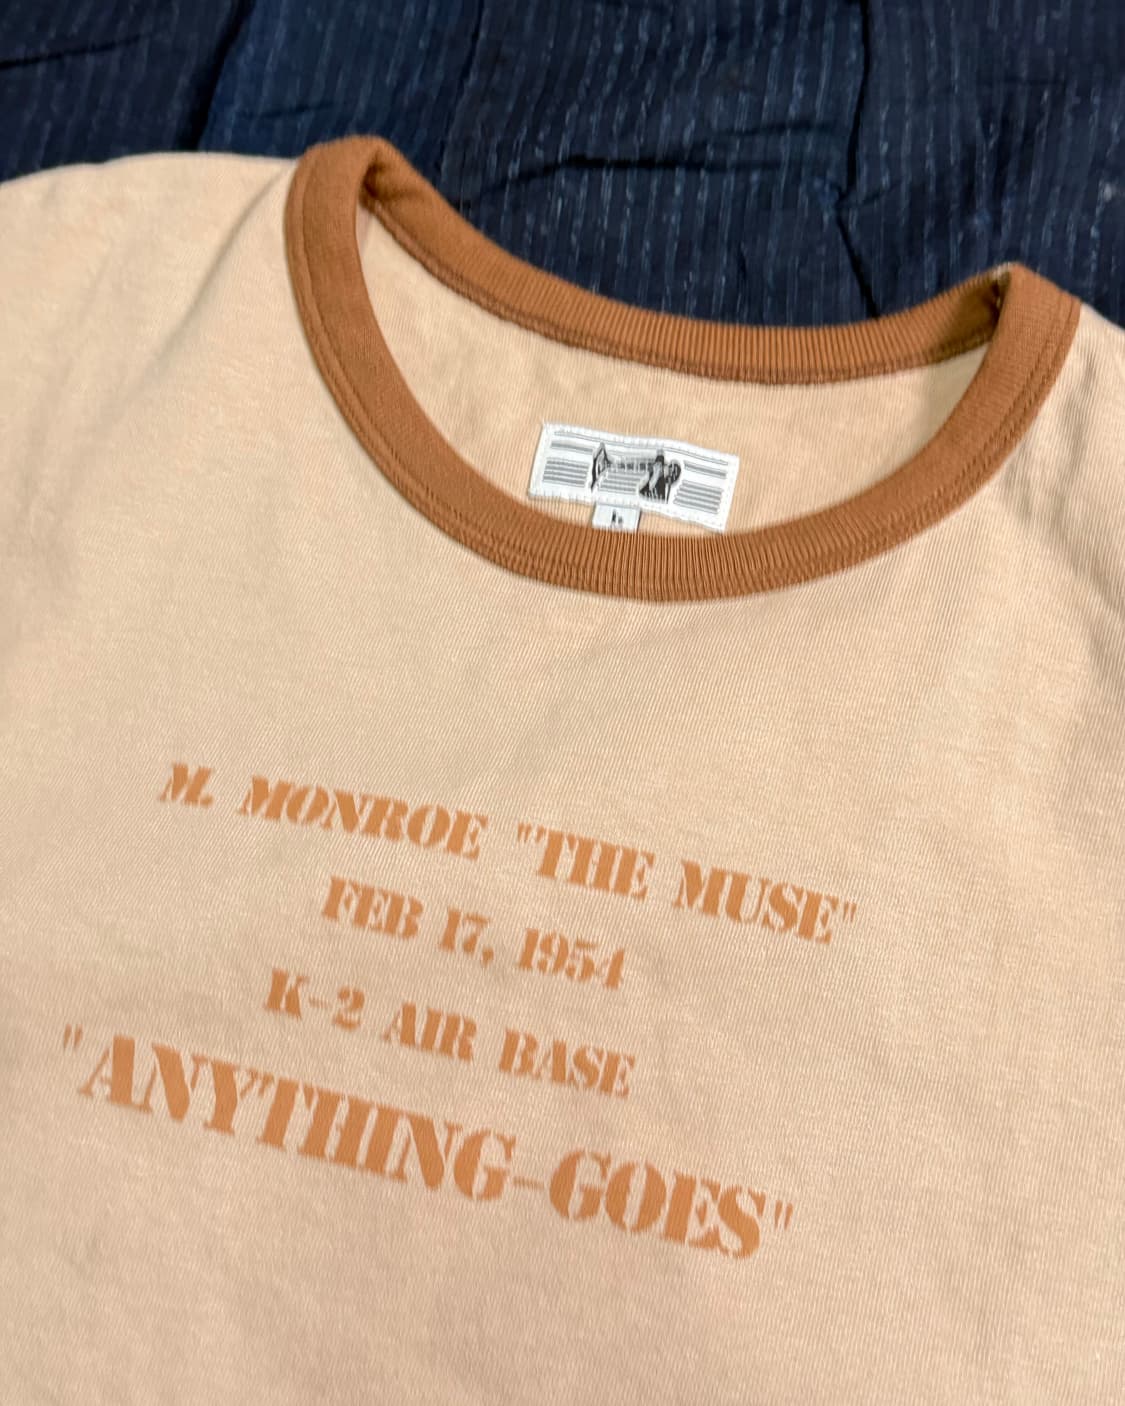 M. MONROE "THE MUSE"
FEB 17, 1954
K-2 AIR BASE
"ANYTHING-GOES"